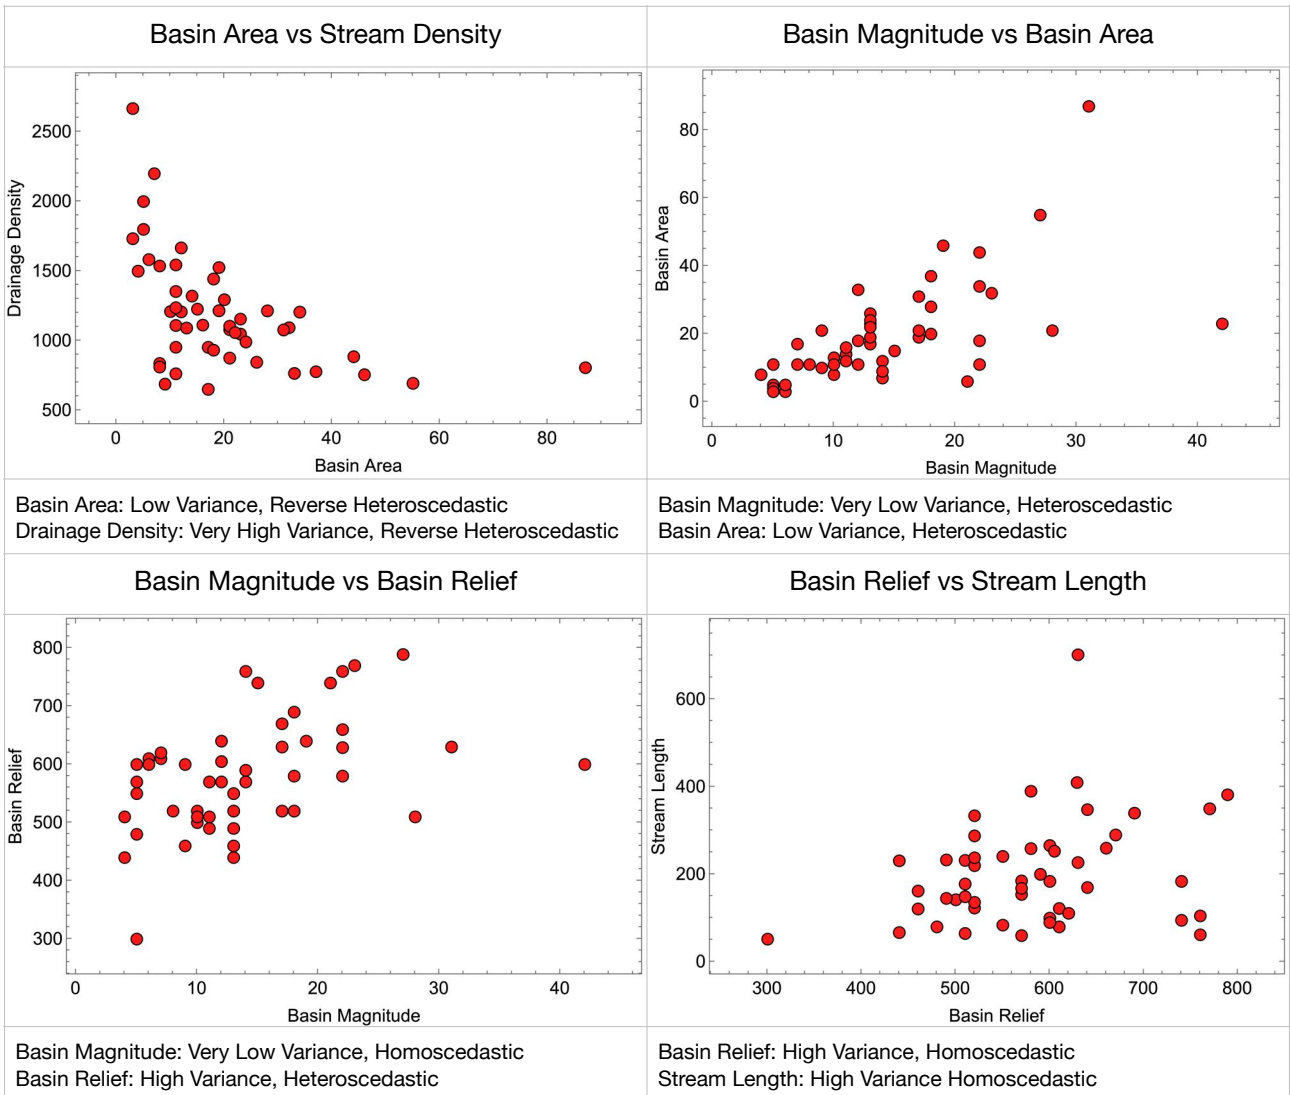 Basin Area vs Stream Density
2500
2000
1500
1000
500
Drainage Density
0 20 40 60 80
Basin Area
Basin Area: Low Variance, Reverse Heteroscedastic
Drainage Density: Very High Variance, Reverse Heteroscedastic
Basin Magnitude vs Basin Area
80
60
40
20
0
Basin Area
0 10 20 30 40
Basin Magnitude
Basin Magnitude: Very Low Variance, Heteroscedastic
Basin Area: Low Variance, Heteroscedastic
Basin Magnitude vs Basin Relief
800
700
600
500
400
300
Basin Relief
0 10 20 30 40
Basin Magnitude
Basin Magnitude: Very Low Variance, Homoscedastic
Basin Relief: High Variance, Heteroscedastic
Basin Relief vs Stream Length
600
400
200
0
Stream Length
300 400 500 600 700 800
Basin Relief
Basin Relief: High Variance, Homoscedastic
Stream Length: High Variance Homoscedastic